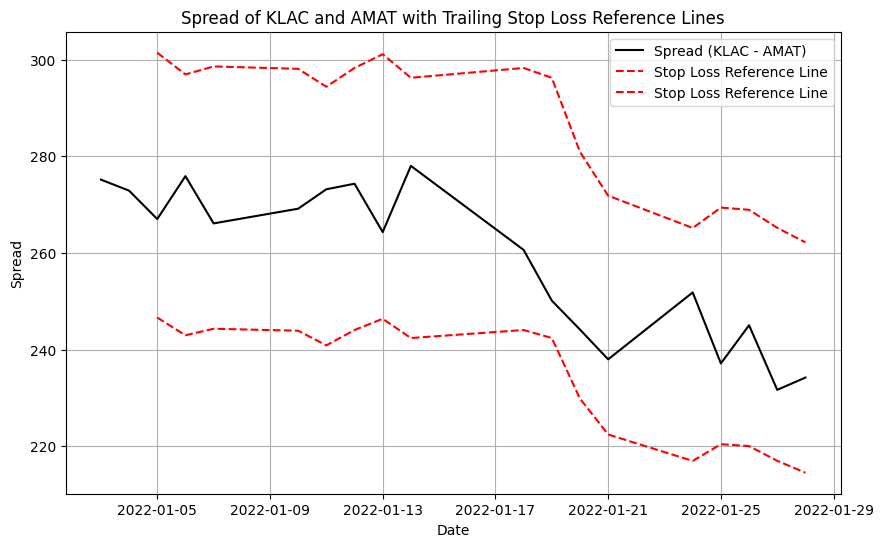 Spread of KLAC and AMAT with Trailing Stop Loss Reference Lines
Spread (KLAC - AMAT)
Stop Loss Reference Line
Stop Loss Reference Line
Spread
300
280
260
240
220
2022-01-05 2022-01-09 2022-01-13 2022-01-17 2022-01-21 2022-01-25 2022-01-29
Date